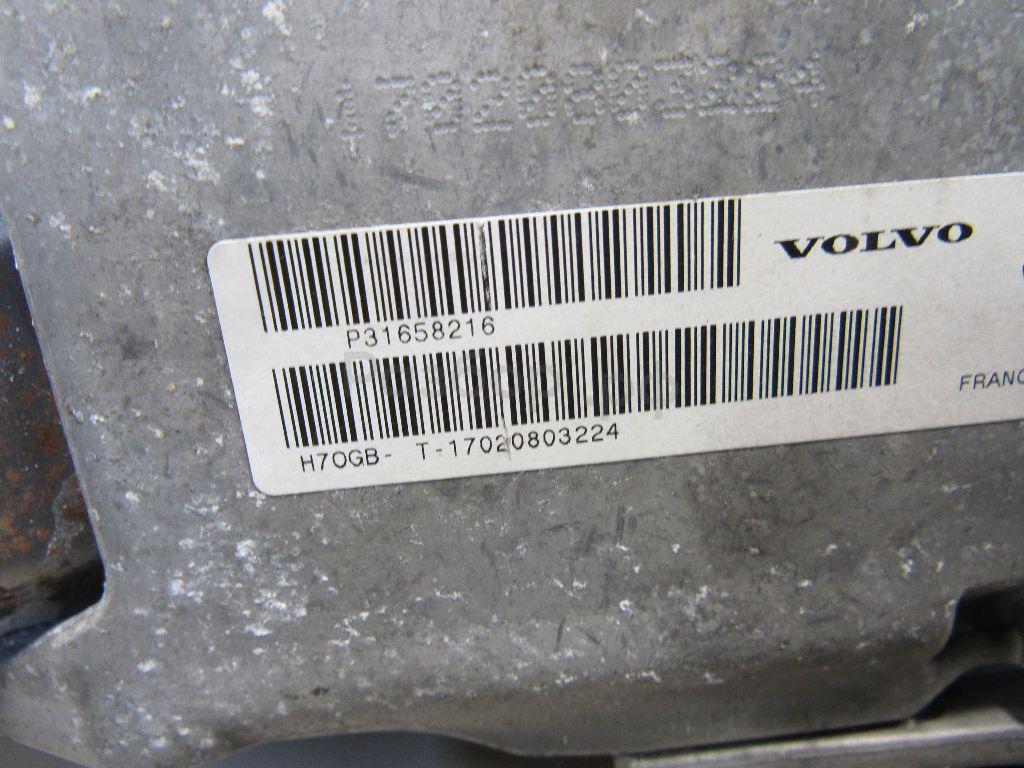 VOLVO
P31658216
H7OGB- T-17020803224
FRANC